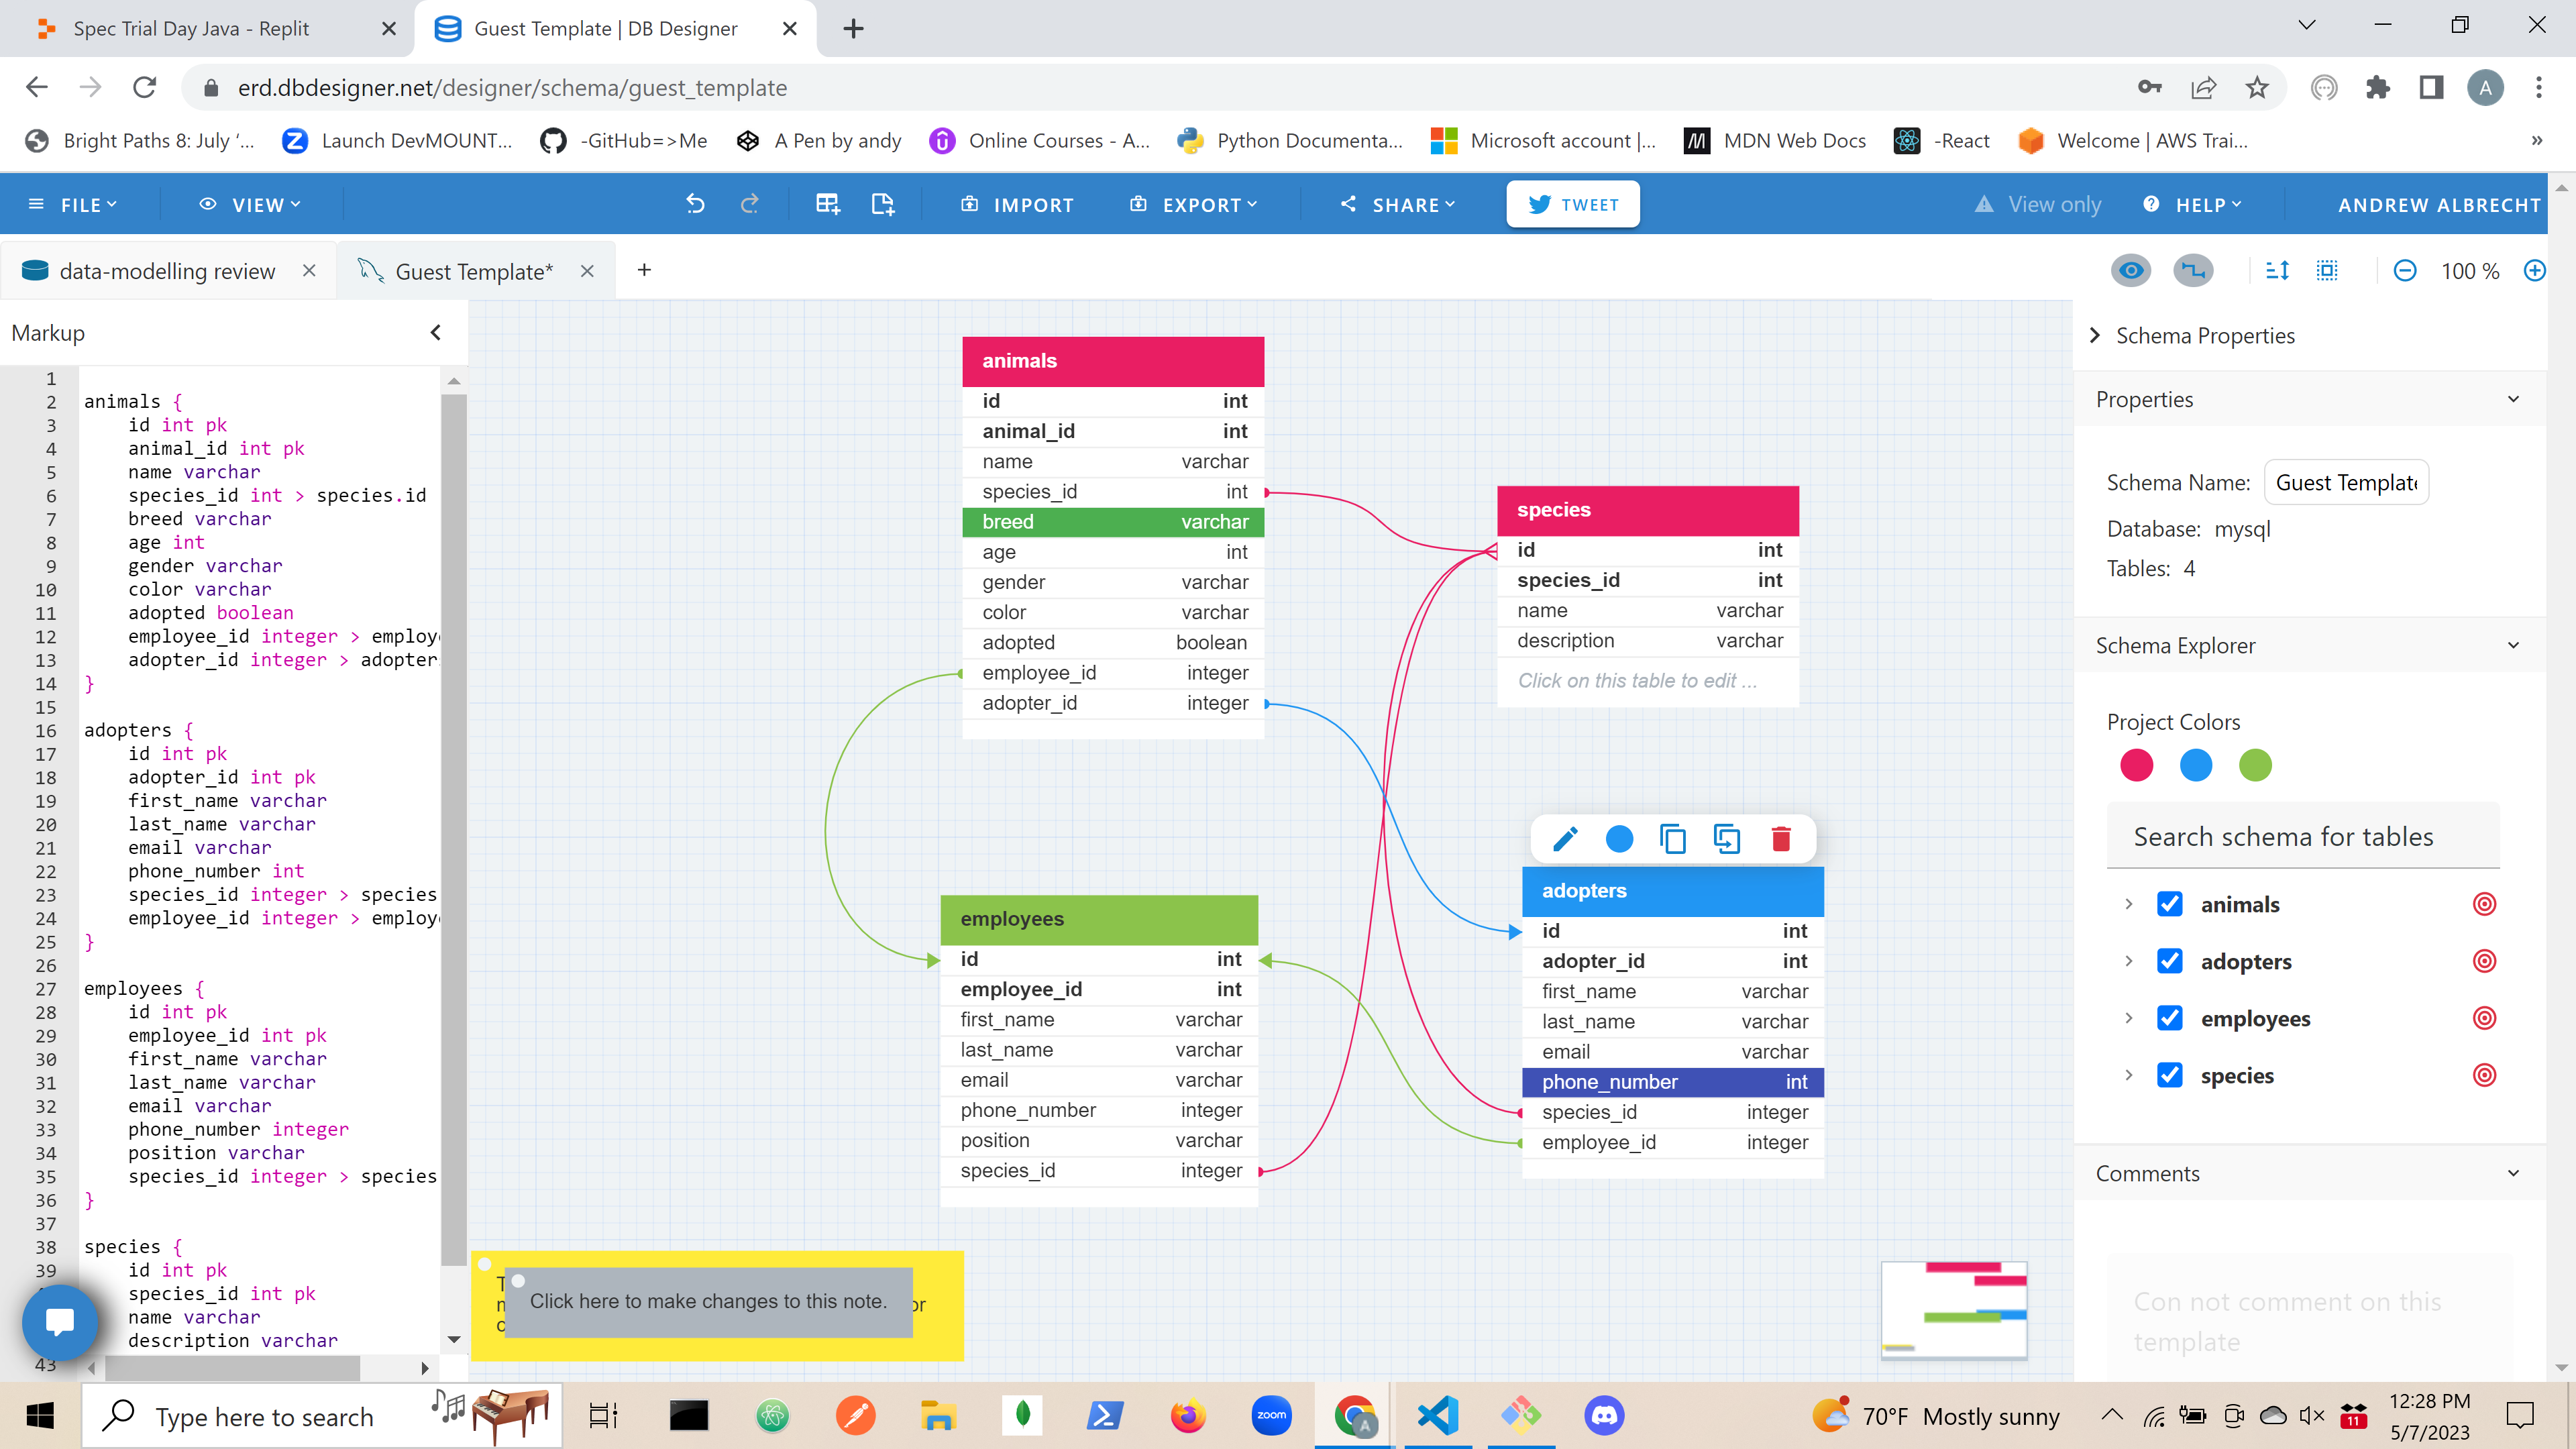 Spec Trial Day Java - Replit
Guest Template | DB Designer
erd.dbdesigner.net/designer/schema/guest_template
A
Bright Paths 8: July '...
Launch DevMOUNT...
-GitHub=>Me
A Pen by andy
Online Courses - A...
Python Documenta...
Microsoft account |...
MDN Web Docs
-React
Welcome | AWS Trai...
FILE
VIEW
IMPORT
EXPORT
SHARE
TWEET
View only
HELP
ANDREW ALBRECHT
data-modelling review
Guest Template*
100 %
Markup
1
2 animals {
3 id int pk
4 animal_id int pk
5 name varchar
6 species_id int > species.id
7 breed varchar
8 age int
9 gender varchar
10 color varchar
11 adopted boolean
12 employee_id integer > employ
13 adopter_id integer > adopter
14 }
15
16 adopters {
17 id int pk
18 adopter_id int pk
19 first_name varchar
20 last_name varchar
21 email varchar
22 phone_number int
23 species_id integer > species
24 employee_id integer > employ
25 }
26
27 employees {
28 id int pk
29 employee_id int pk
30 first_name varchar
31 last_name varchar
32 email varchar
33 phone_number integer
34 position varchar
35 species_id integer > species
36 }
37
38 species {
39 id int pk
species_id int pk
name varchar
description varchar
43
animals
id int
animal_id int
name varchar
species_id int
breed varchar
age int
gender varchar
color varchar
adopted boolean
employee_id integer
adopter_id integer
species
id int
species_id int
name varchar
description varchar
Click on this table to edit ...
employees
id int
employee_id int
first_name varchar
last_name varchar
email varchar
phone_number integer
position varchar
species_id integer
adopters
id int
adopter_id int
first_name varchar
last_name varchar
email varchar
phone_number int
species_id integer
employee_id integer
Click here to make changes to this note.
or
Schema Properties
Properties
Schema Name: Guest Template
Database: mysql
Tables: 4
Schema Explorer
Project Colors
Search schema for tables
animals
adopters
employees
species
Comments
Con not comment on this
template
Type here to search
zoom
A
70°F Mostly sunny
11
12:28 PM
5/7/2023